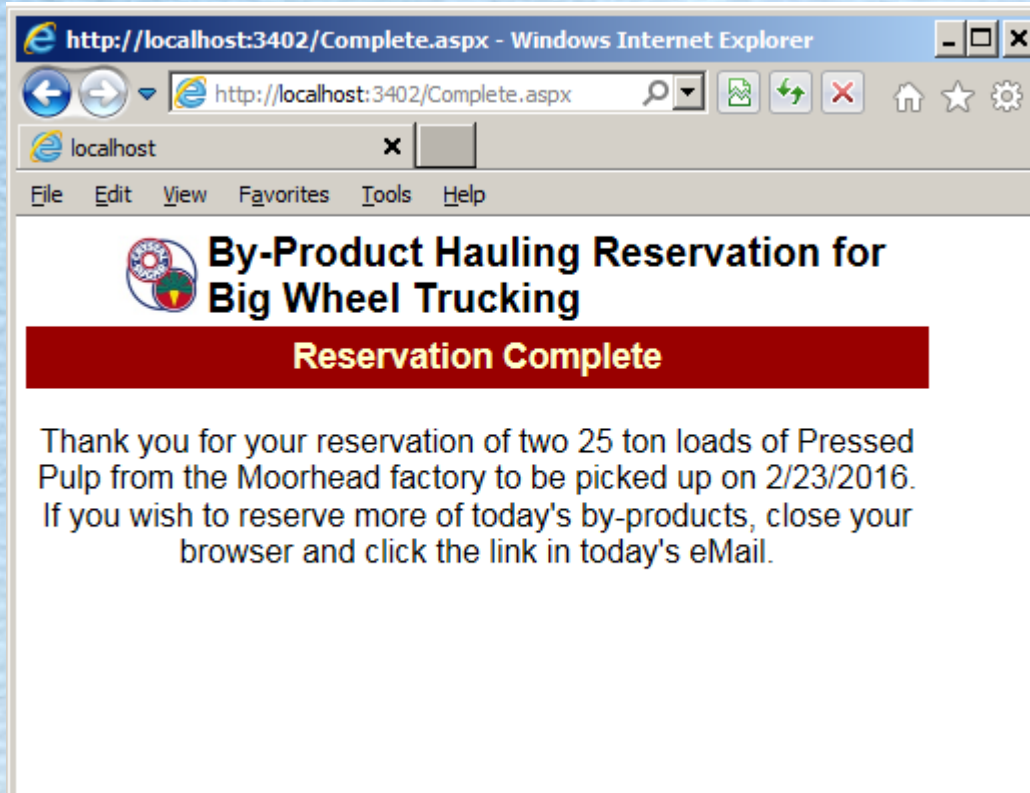 http://localhost:3402/Complete.aspx - Windows Internet Explorer
http://localhost:3402/Complete.aspx
localhost
File Edit View Favorites Tools Help
By-Product Hauling Reservation for
Big Wheel Trucking
Reservation Complete
Thank you for your reservation of two 25 ton loads of Pressed
Pulp from the Moorhead factory to be picked up on 2/23/2016.
If you wish to reserve more of today's by-products, close your
browser and click the link in today's eMail.